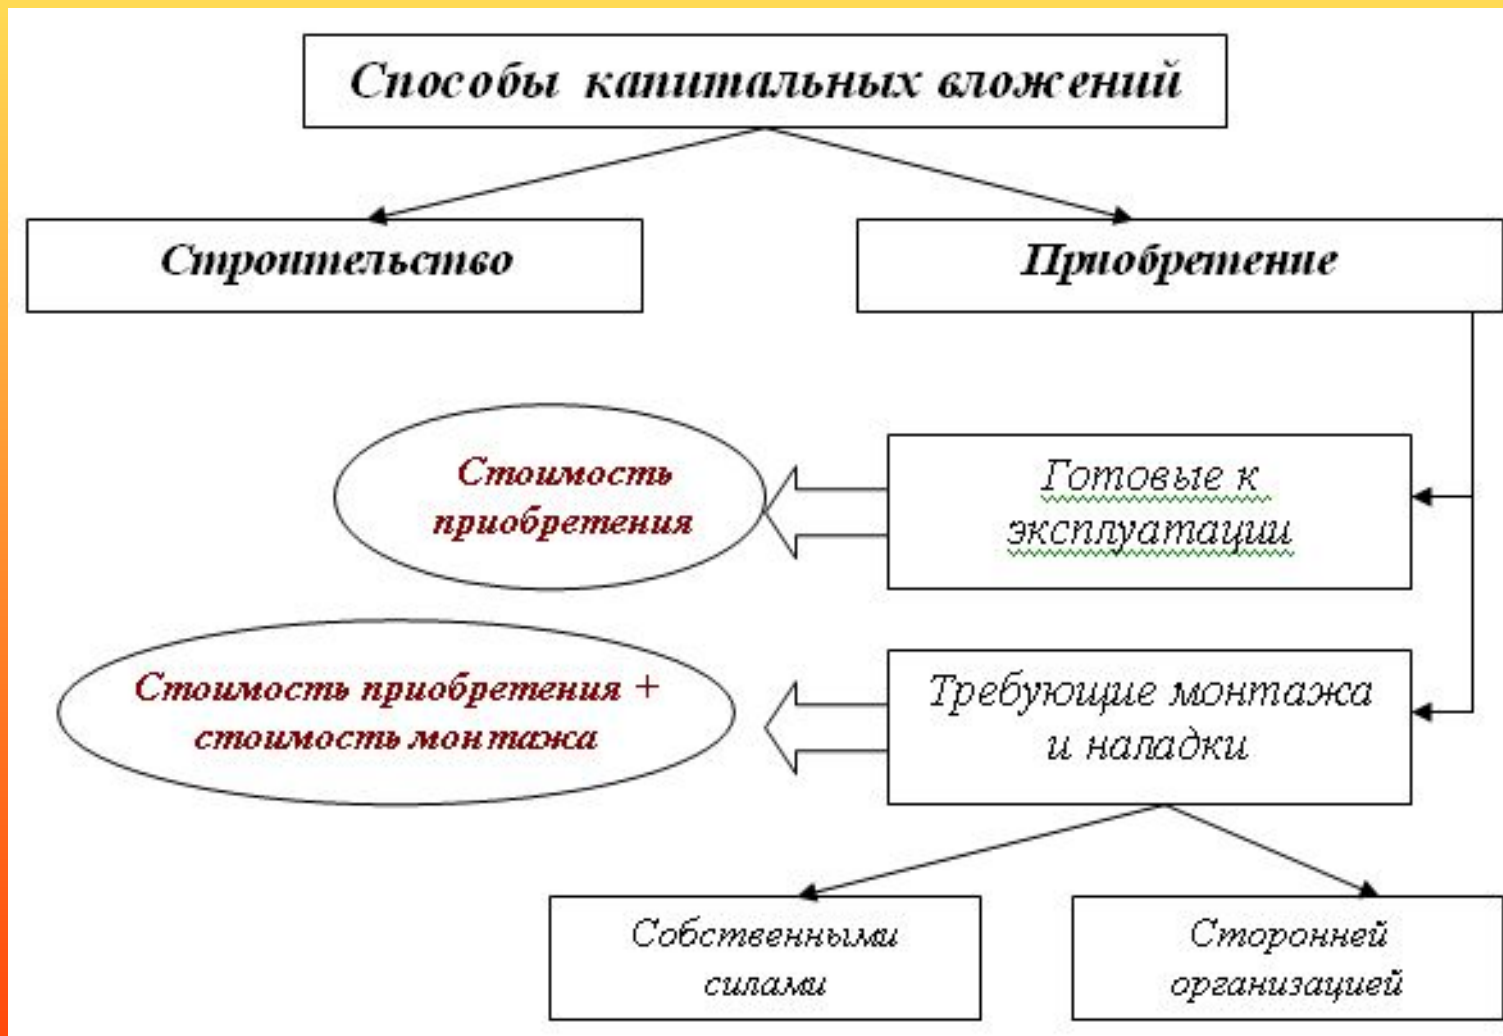 Способы капитальных вложений
Строительство
Приобретение
Стоимость
приобретения
Готовые к
эксплуатации
Стоимость приобретения +
стоимость монтажа
Требующие монтажа
и наладки
Собственными
силами
Сторонней
организацией